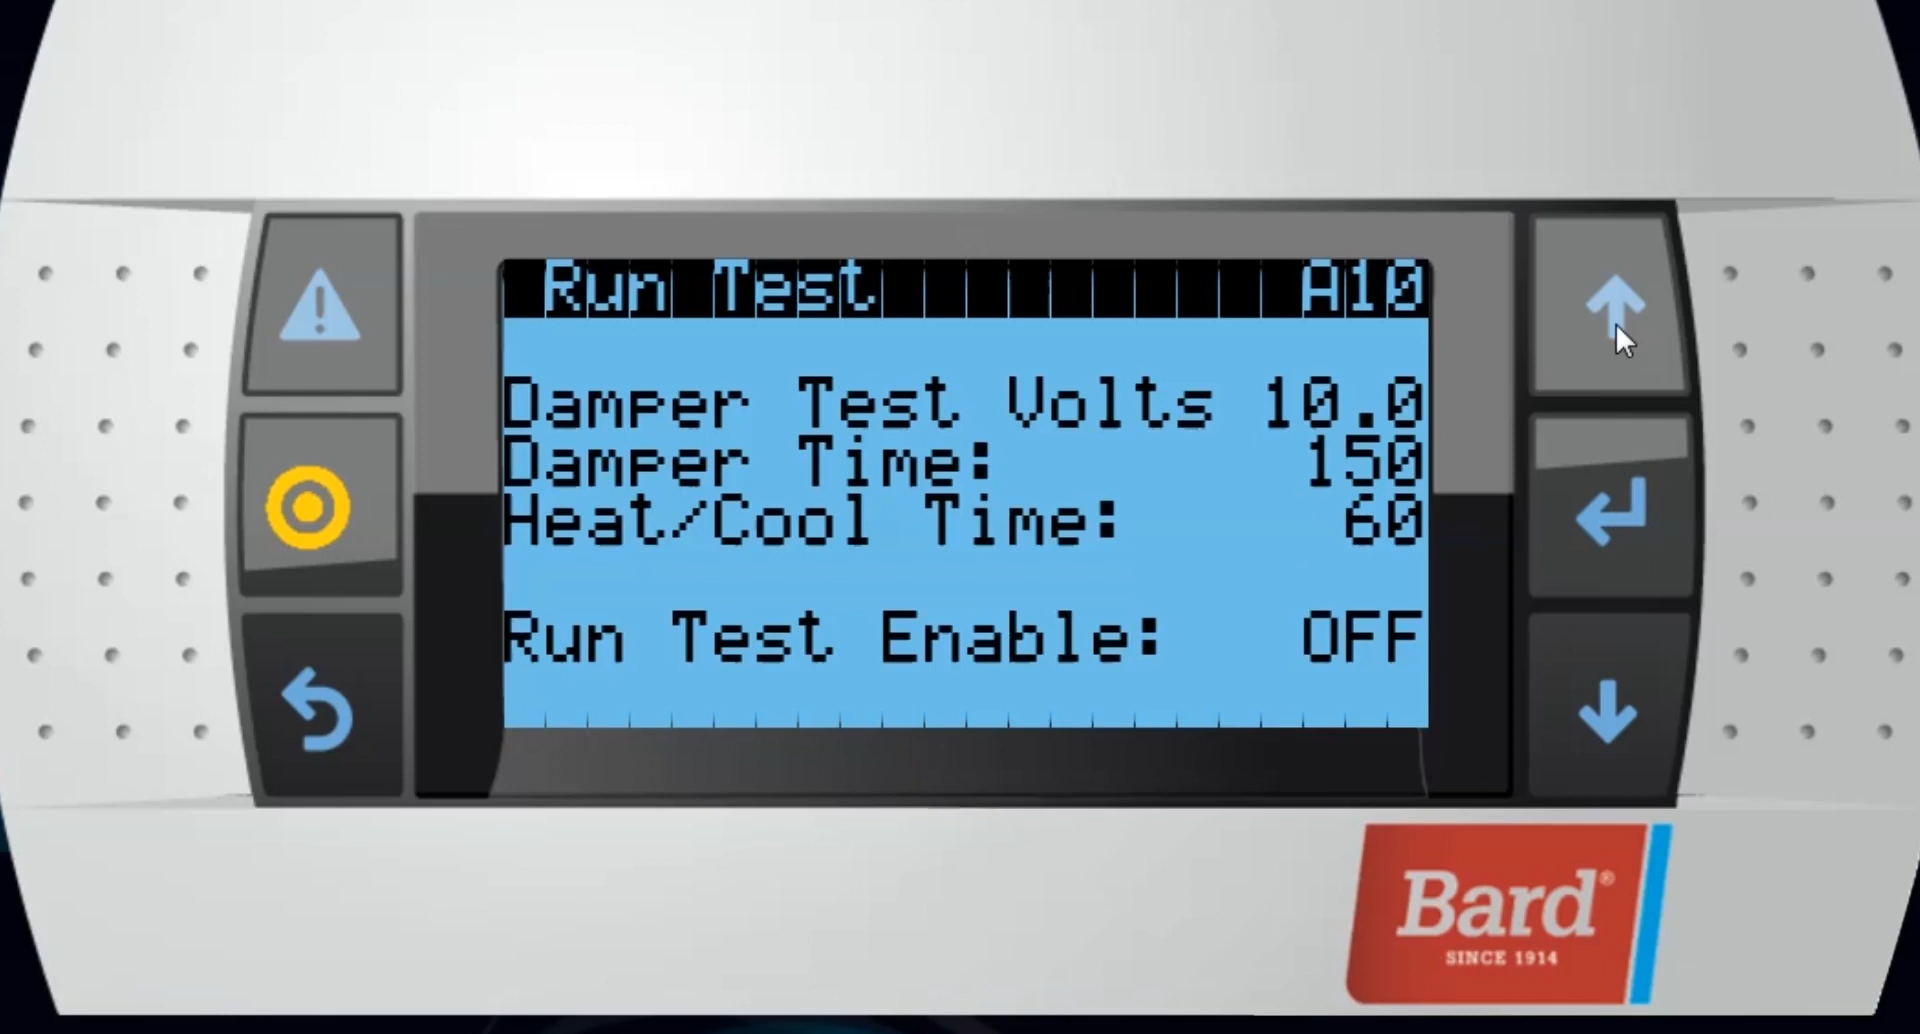 Run Test A10
Damper Test Volts 10.0
Damper Time: 150
Heat/Cool Time: 60
Run Test Enable: OFF
Bard®
SINCE 1914